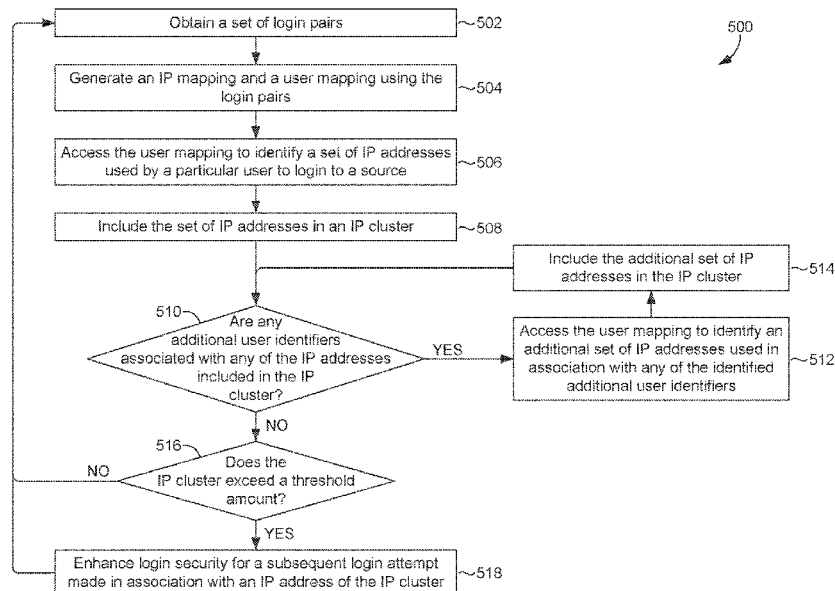 Obtain a set of login pairs
502
500
Generate an IP mapping and a user mapping using the
login pairs
504
Access the user mapping to identify a set of IP addresses
used by a particular user to login to a source
506
Include the set of IP addresses in an IP cluster
508
Include the additional set of IP
addresses in the IP cluster
514
510
Are any
additional user identifiers
associated with any of the IP addresses
included in the IP
cluster?
YES
Access the user mapping to identify an
additional set of IP addresses used in
association with any of the identified
additional user identifiers
512
NO
516
Does the
IP cluster exceed a threshold
amount?
NO
YES
Enhance login security for a subsequent login attempt
made in association with an IP address of the IP cluster
518